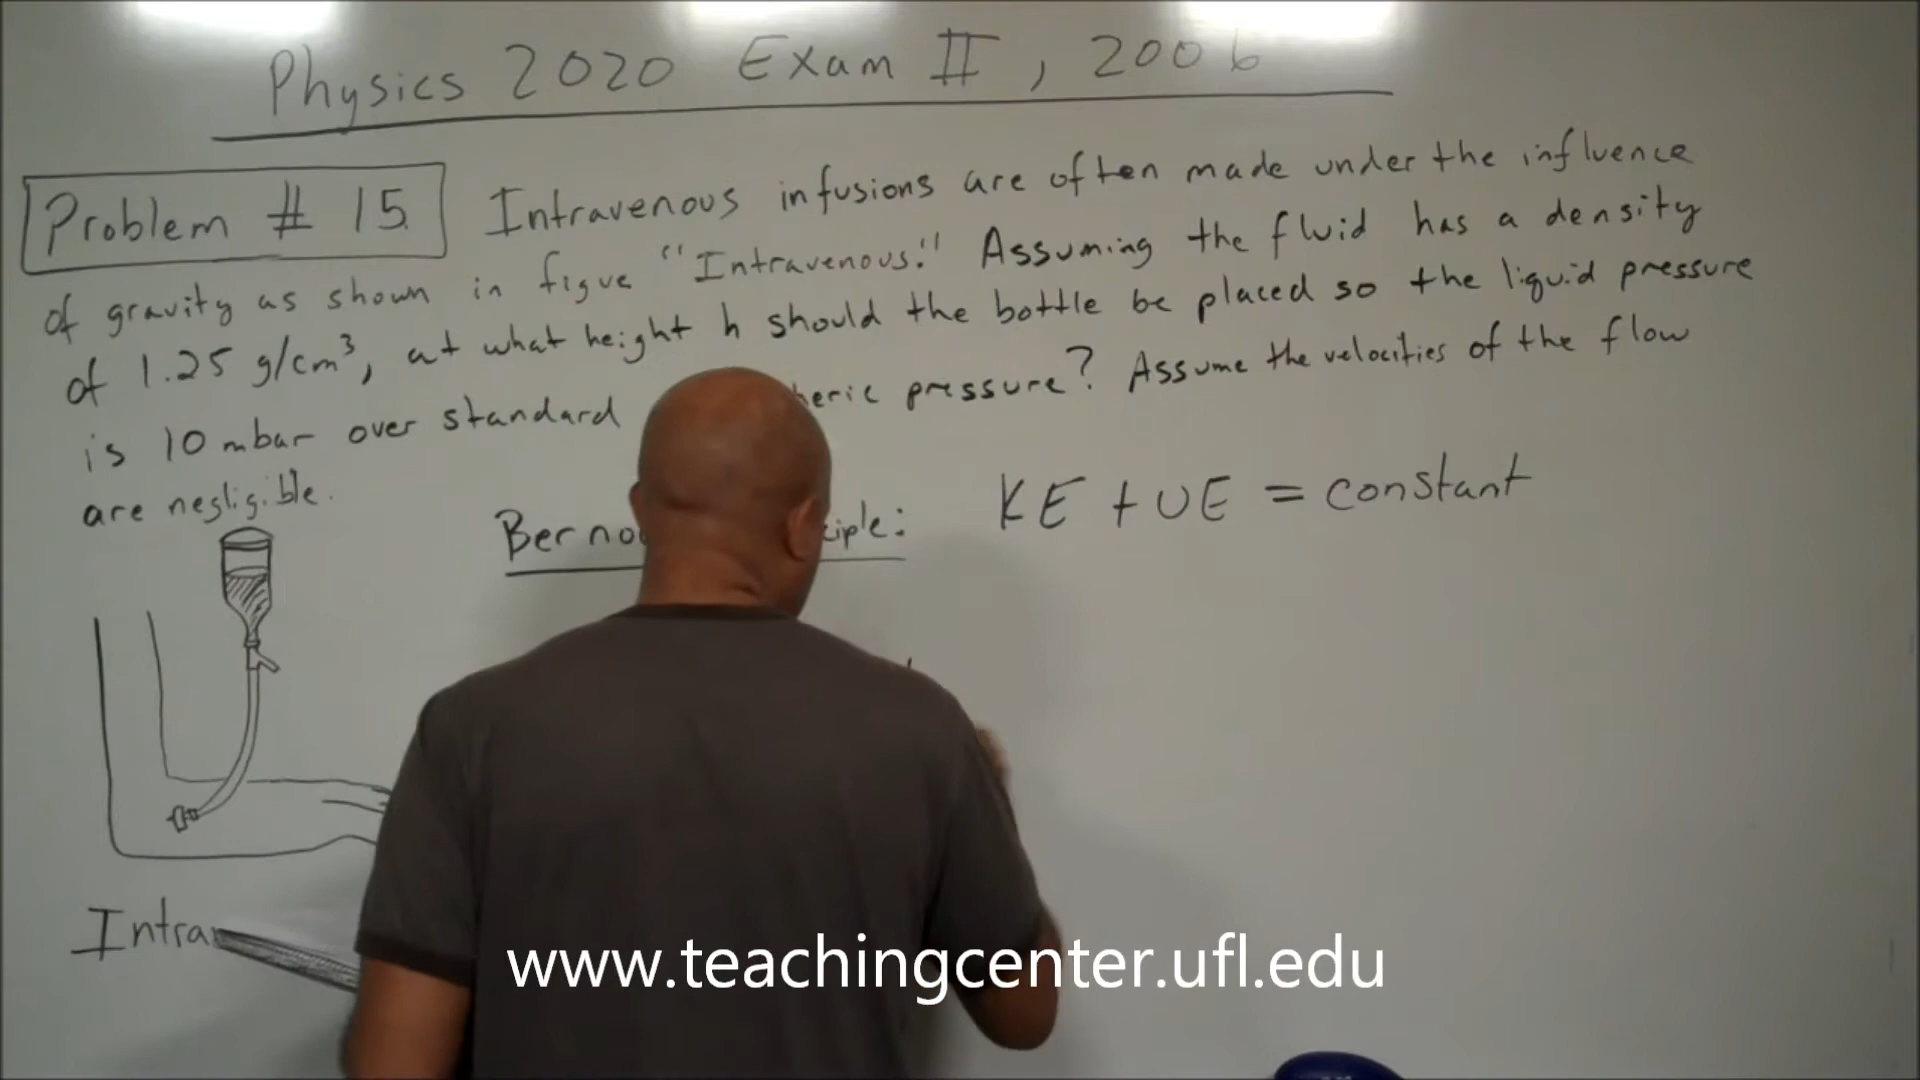 Physics 2020 Exam II, 2006
Problem # 15 Intravenous infusions are often made under the influence
of gravity as shown in figue "Intravenous." Assuming the fluid has a density
of 1.25 g/cm³, at what height h should the bottle be placed so the liquid pressure
is 10 mbar over standard heric pressure? Assume the velocities of the flow
are negligible.
Berno iple: KE + UE = constant
Intra
www.teachingcenter.ufl.edu